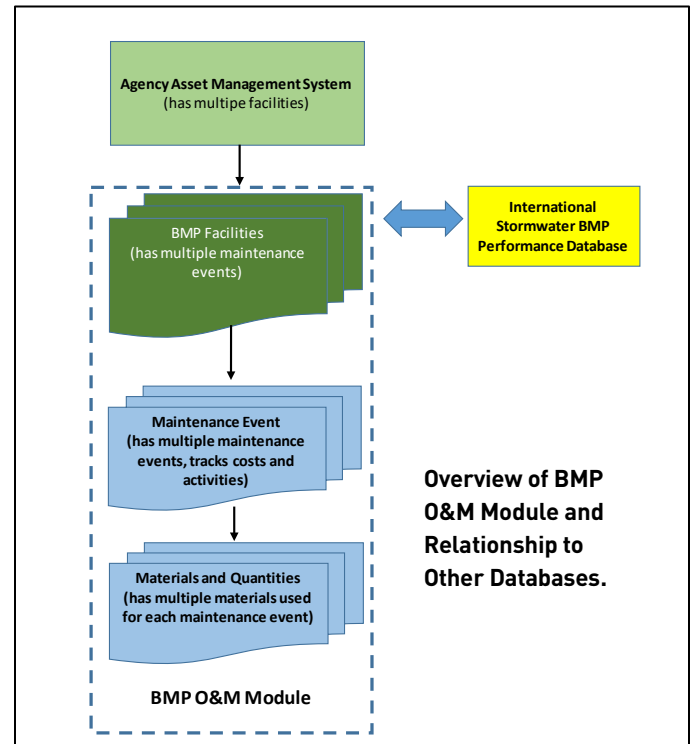 Agency Asset Management System
(has multipe facilities)
BMP Facilities
(has multiple maintenance
events)
International
Stormwater BMP
Performance Database
Maintenance Event
(has multiple maintenance
events, tracks costs and
activities)
Materials and Quantities
(has multiple materials used
for each maintenance event)
BMP O&M Module
Overview of BMP
O&M Module and
Relationship to
Other Databases.